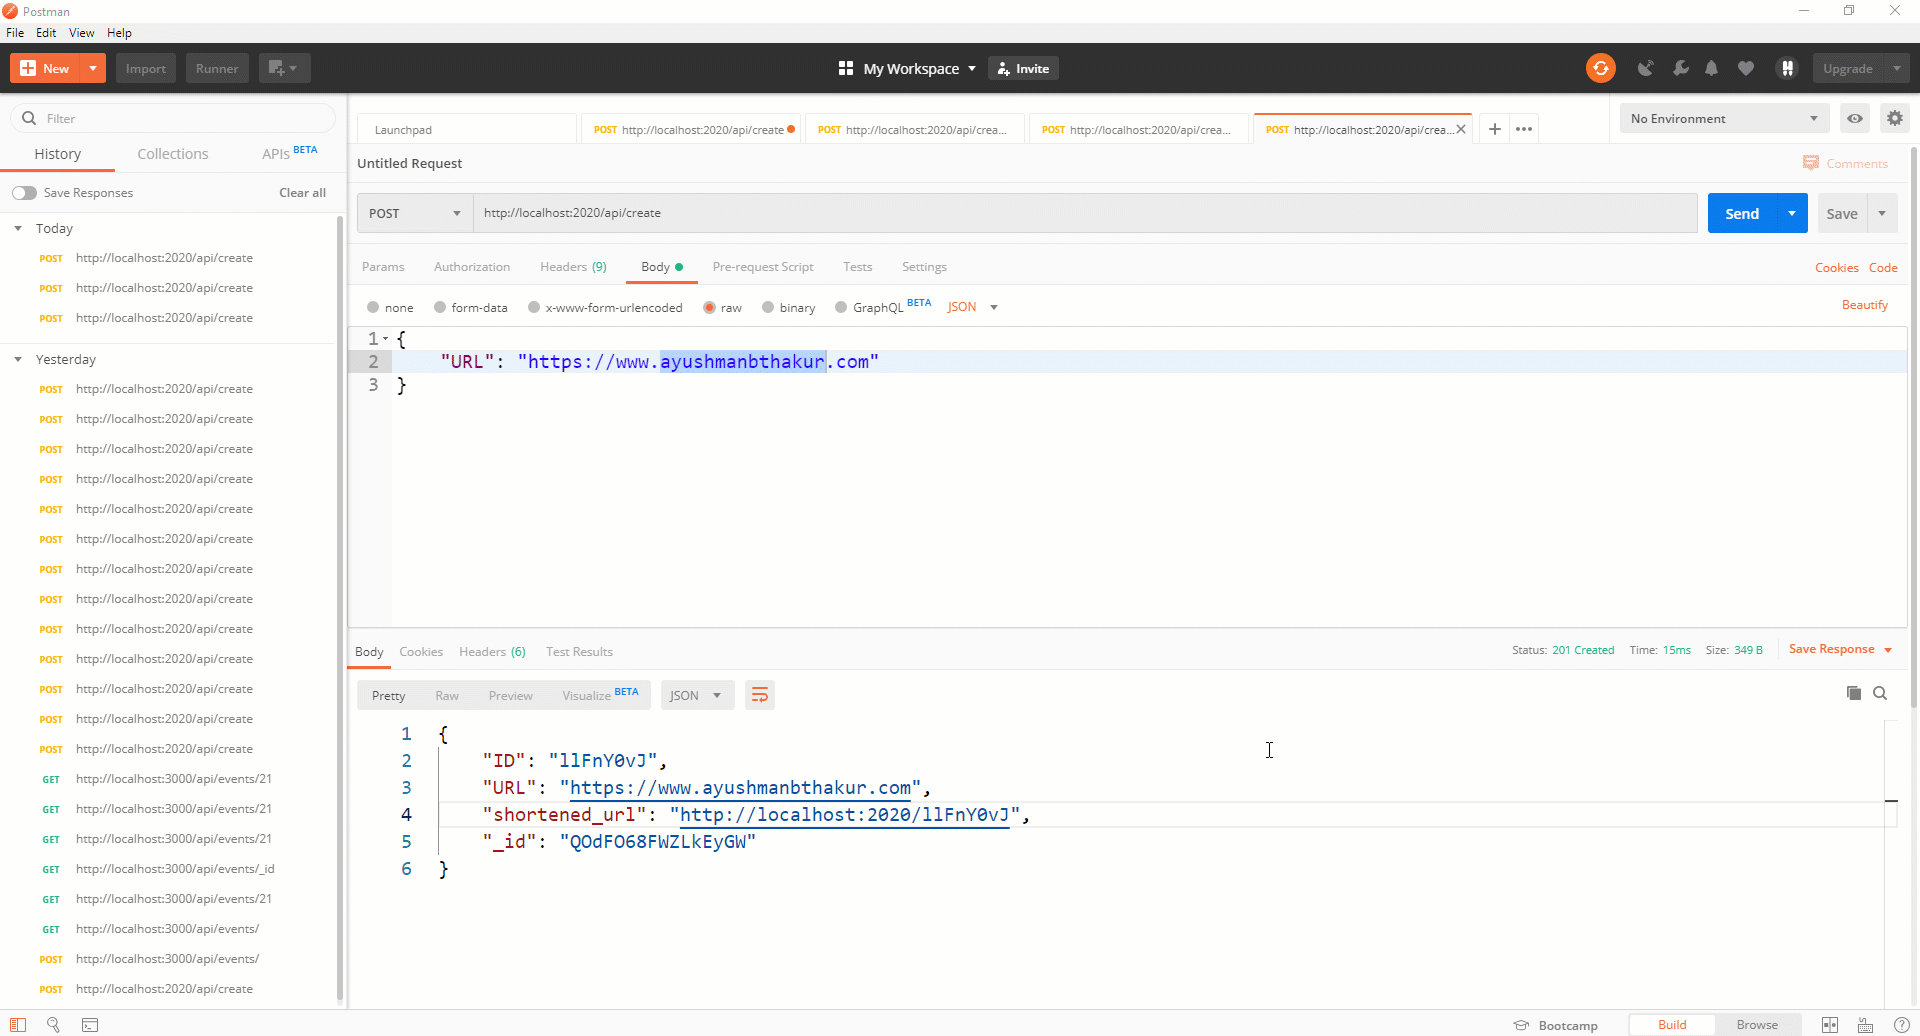 Postman
File Edit View Help
New Import Runner My Workspace Invite Upgrade
Filter
History Collections APIs BETA
Save Responses Clear all
Today
POST http://localhost:2020/api/create
POST http://localhost:2020/api/create
POST http://localhost:2020/api/create
Yesterday
POST http://localhost:2020/api/create
POST http://localhost:2020/api/create
POST http://localhost:2020/api/create
POST http://localhost:2020/api/create
POST http://localhost:2020/api/create
POST http://localhost:2020/api/create
POST http://localhost:2020/api/create
POST http://localhost:2020/api/create
POST http://localhost:2020/api/create
POST http://localhost:2020/api/create
POST http://localhost:2020/api/create
POST http://localhost:2020/api/create
POST http://localhost:2020/api/create
GET http://localhost:3000/api/events/21
GET http://localhost:3000/api/events/21
GET http://localhost:3000/api/events/21
GET http://localhost:3000/api/events/_id
GET http://localhost:3000/api/events/21
GET http://localhost:3000/api/events/
POST http://localhost:3000/api/events/
POST http://localhost:2020/api/create
Launchpad POST http://localhost:2020/api/create POST http://localhost:2020/api/crea... POST http://localhost:2020/api/crea... POST http://localhost:2020/api/crea... No Environment
Untitled Request Comments
POST http://localhost:2020/api/create Send Save
Params Authorization Headers (9) Body Pre-request Script Tests Settings Cookies Code
none form-data x-www-form-urlencoded raw binary GraphQL BETA JSON Beautify
1 {
2 "URL": "https://www.ayushmanbthakur.com"
3 }
Body Cookies Headers (6) Test Results Status: 201 Created Time: 15ms Size: 349 B Save Response
Pretty Raw Preview Visualize BETA JSON
1 {
2 "ID": "llFnY0vJ",
3 "URL": "https://www.ayushmanbthakur.com",
4 "shortened_url": "http://localhost:2020/llFnY0vJ",
5 "_id": "QOdFO68FWZLkEyGW"
6 }
Bootcamp Build Browse